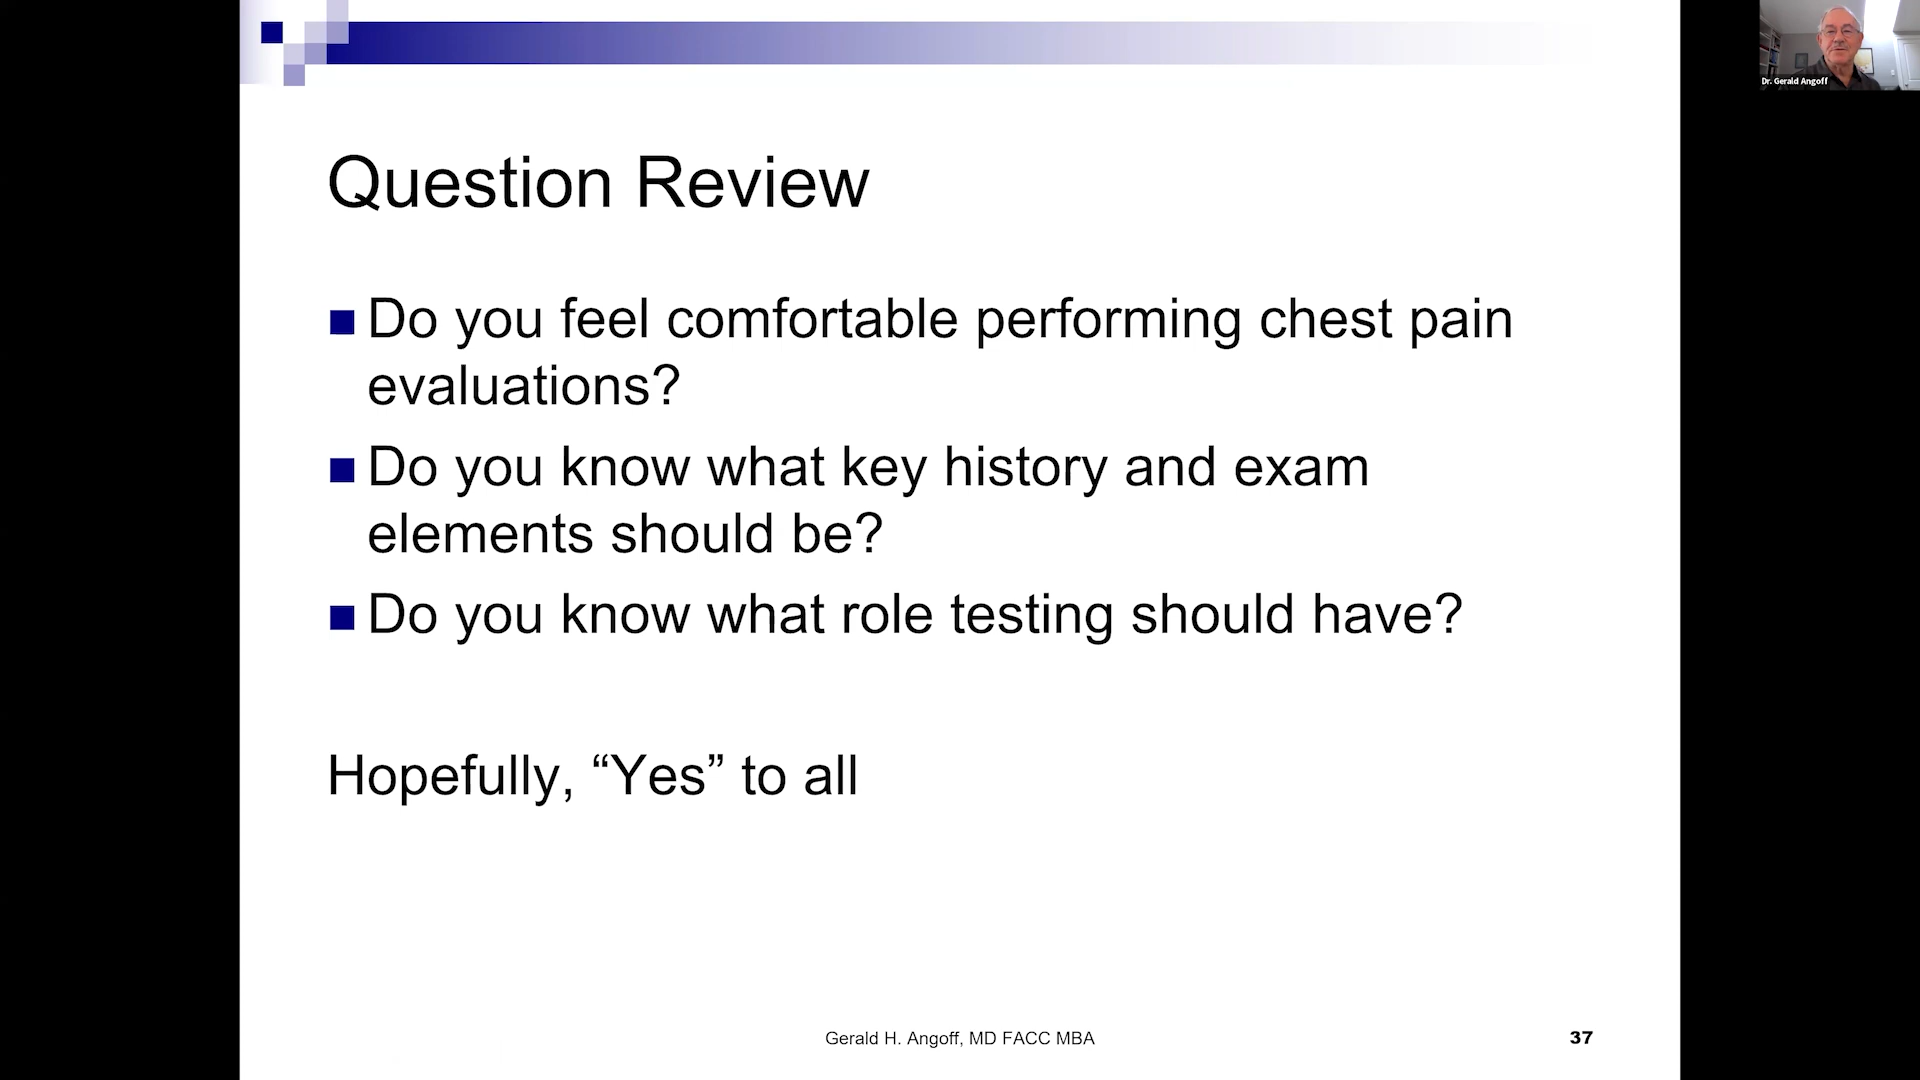 Dr. Gerald Angoff
Question Review
Do you feel comfortable performing chest pain
evaluations?
Do you know what key history and exam
elements should be?
Do you know what role testing should have?
Hopefully, “Yes” to all
Gerald H. Angoff, MD FACC MBA
37